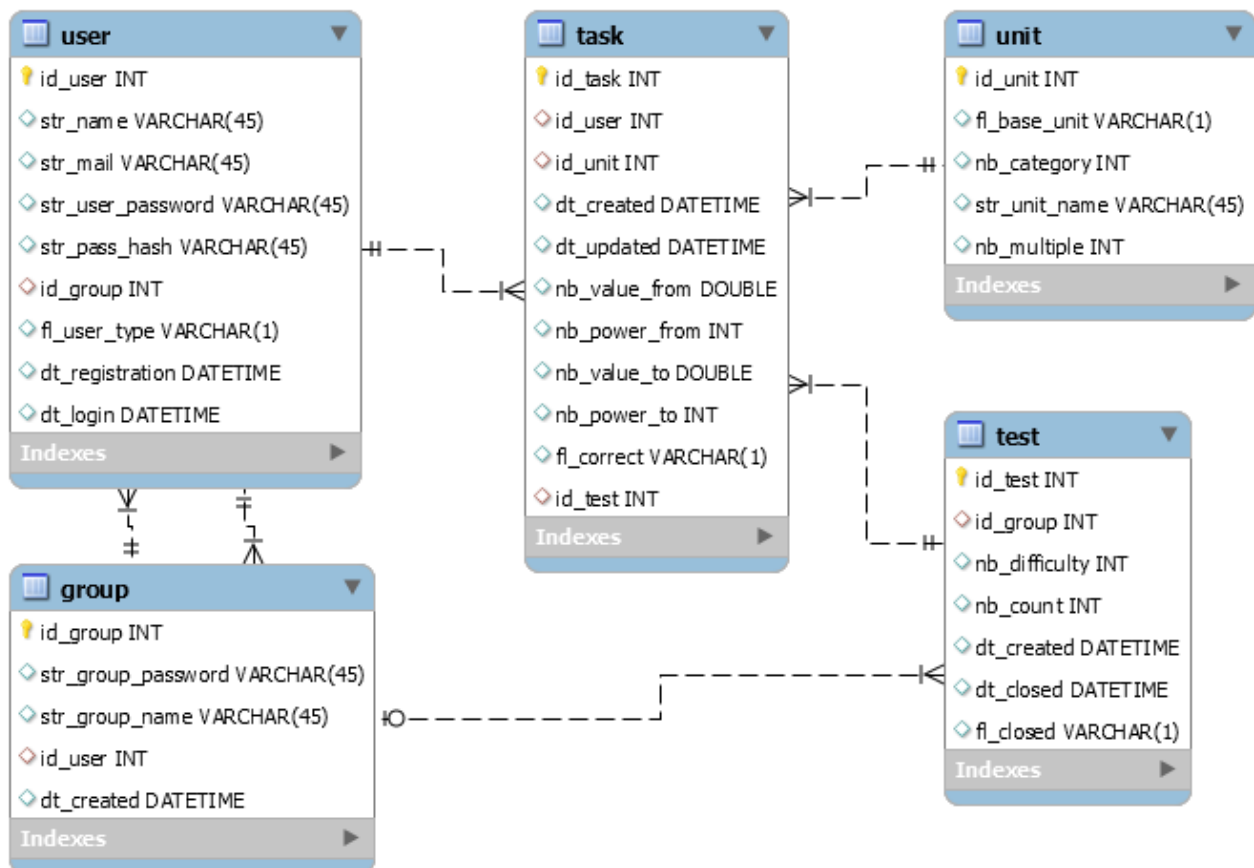 user
id_user INT
str_name VARCHAR(45)
str_mail VARCHAR(45)
str_user_password VARCHAR(45)
str_pass_hash VARCHAR(45)
id_group INT
fl_user_type VARCHAR(1)
dt_registration DATETIME
dt_login DATETIME
Indexes
task
id_task INT
id_user INT
id_unit INT
dt_created DATETIME
dt_updated DATETIME
nb_value_from DOUBLE
nb_power_from INT
nb_value_to DOUBLE
nb_power_to INT
fl_correct VARCHAR(1)
id_test INT
Indexes
unit
id_unit INT
fl_base_unit VARCHAR(1)
nb_category INT
str_unit_name VARCHAR(45)
nb_multiple INT
Indexes
group
id_group INT
str_group_password VARCHAR(45)
str_group_name VARCHAR(45)
id_user INT
dt_created DATETIME
Indexes
test
id_test INT
id_group INT
nb_difficulty INT
nb_count INT
dt_created DATETIME
dt_closed DATETIME
fl_closed VARCHAR(1)
Indexes